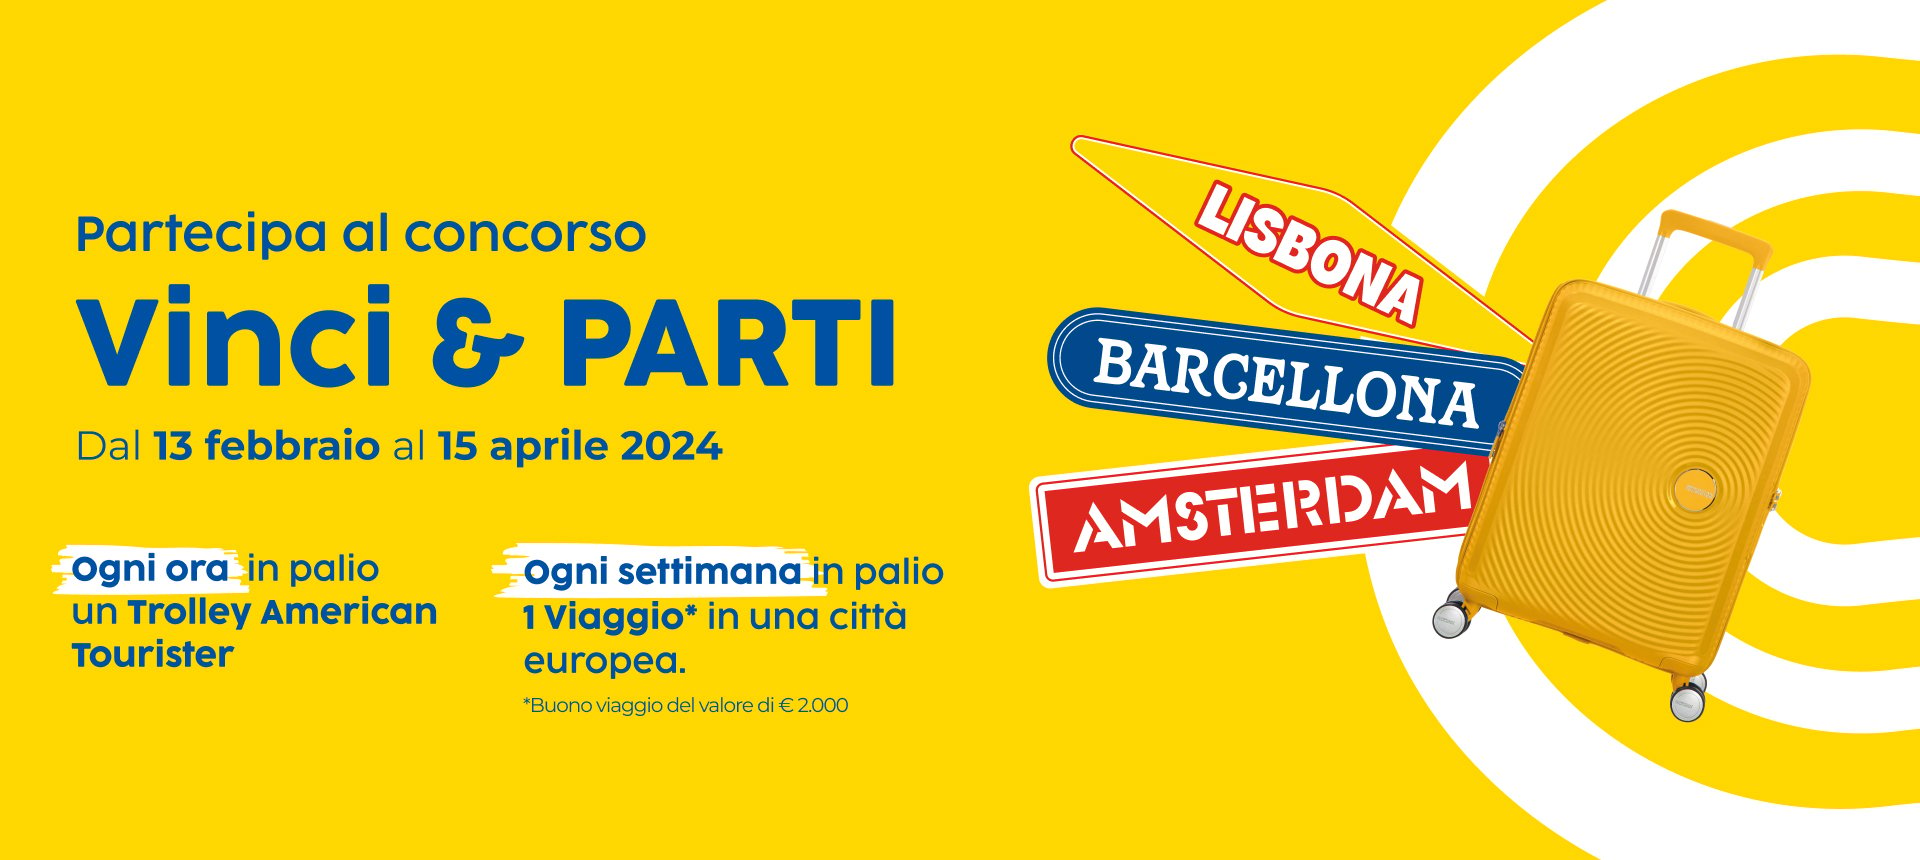 Partecipa al concorso
Vinci & PARTI
Dal 13 febbraio al 15 aprile 2024
Ogni ora in palio
un Trolley American
Tourister
Ogni settimana in palio
1 Viaggio* in una città
europea.
*Buono viaggio del valore di € 2.000
LISBONA
BARCELLONA
AMSTERDAM